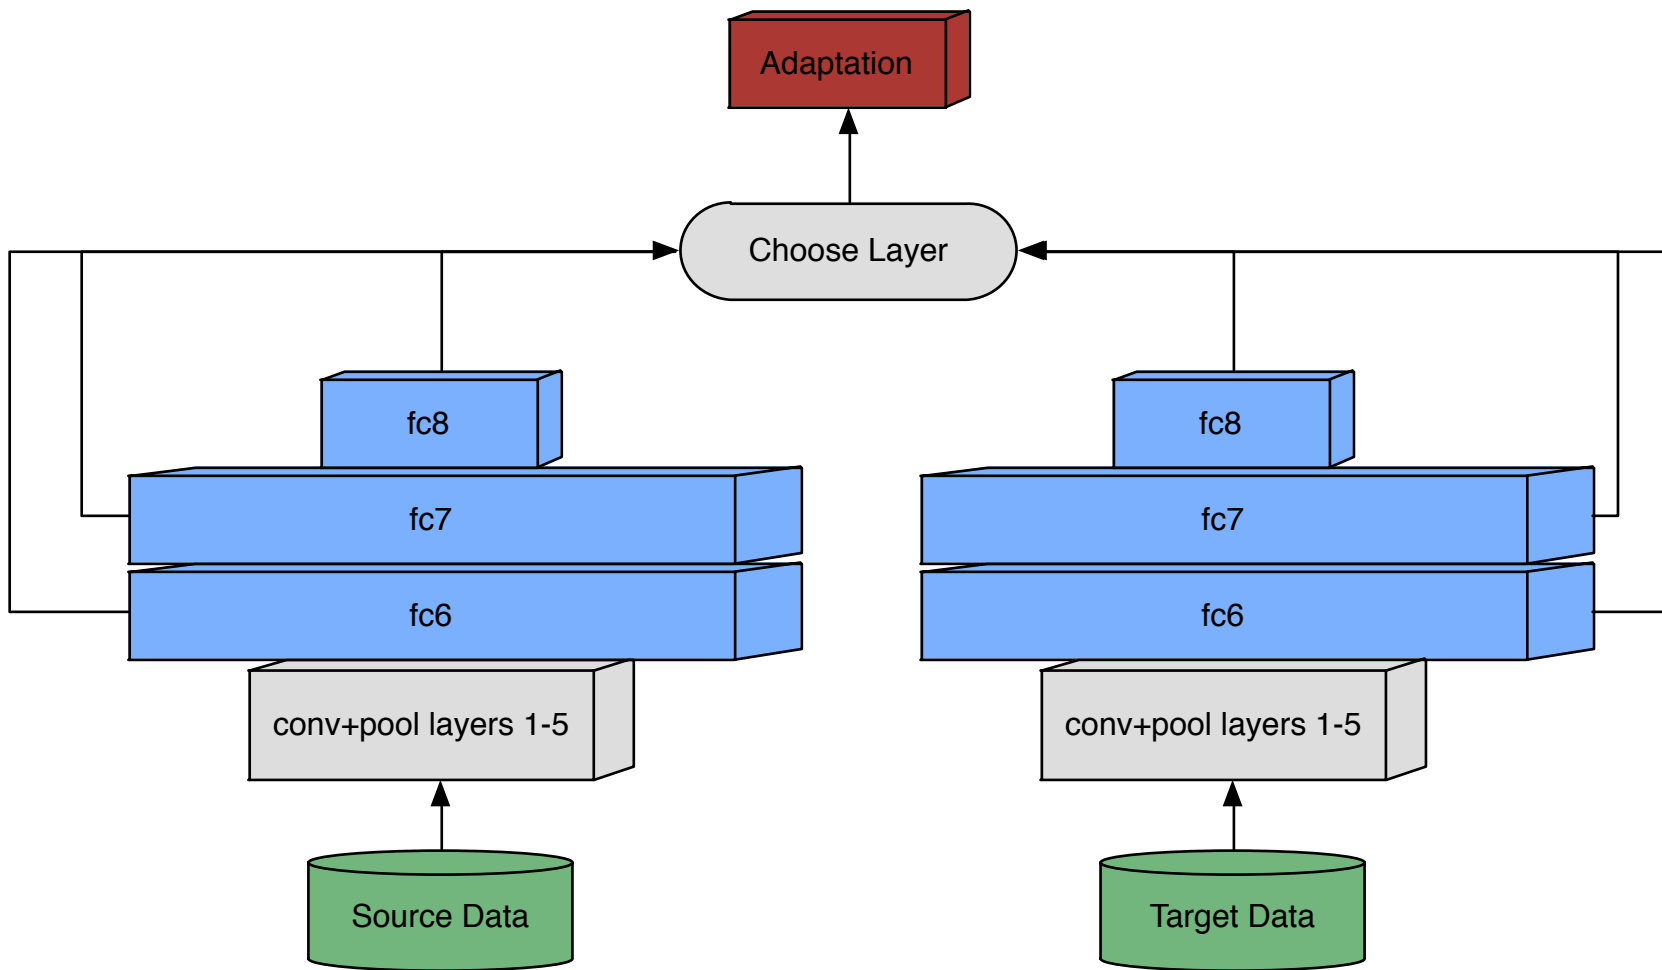 Adaptation
Choose Layer
fc8
fc8
fc7
fc7
fc6
fc6
conv+pool layers 1-5
conv+pool layers 1-5
Source Data
Target Data